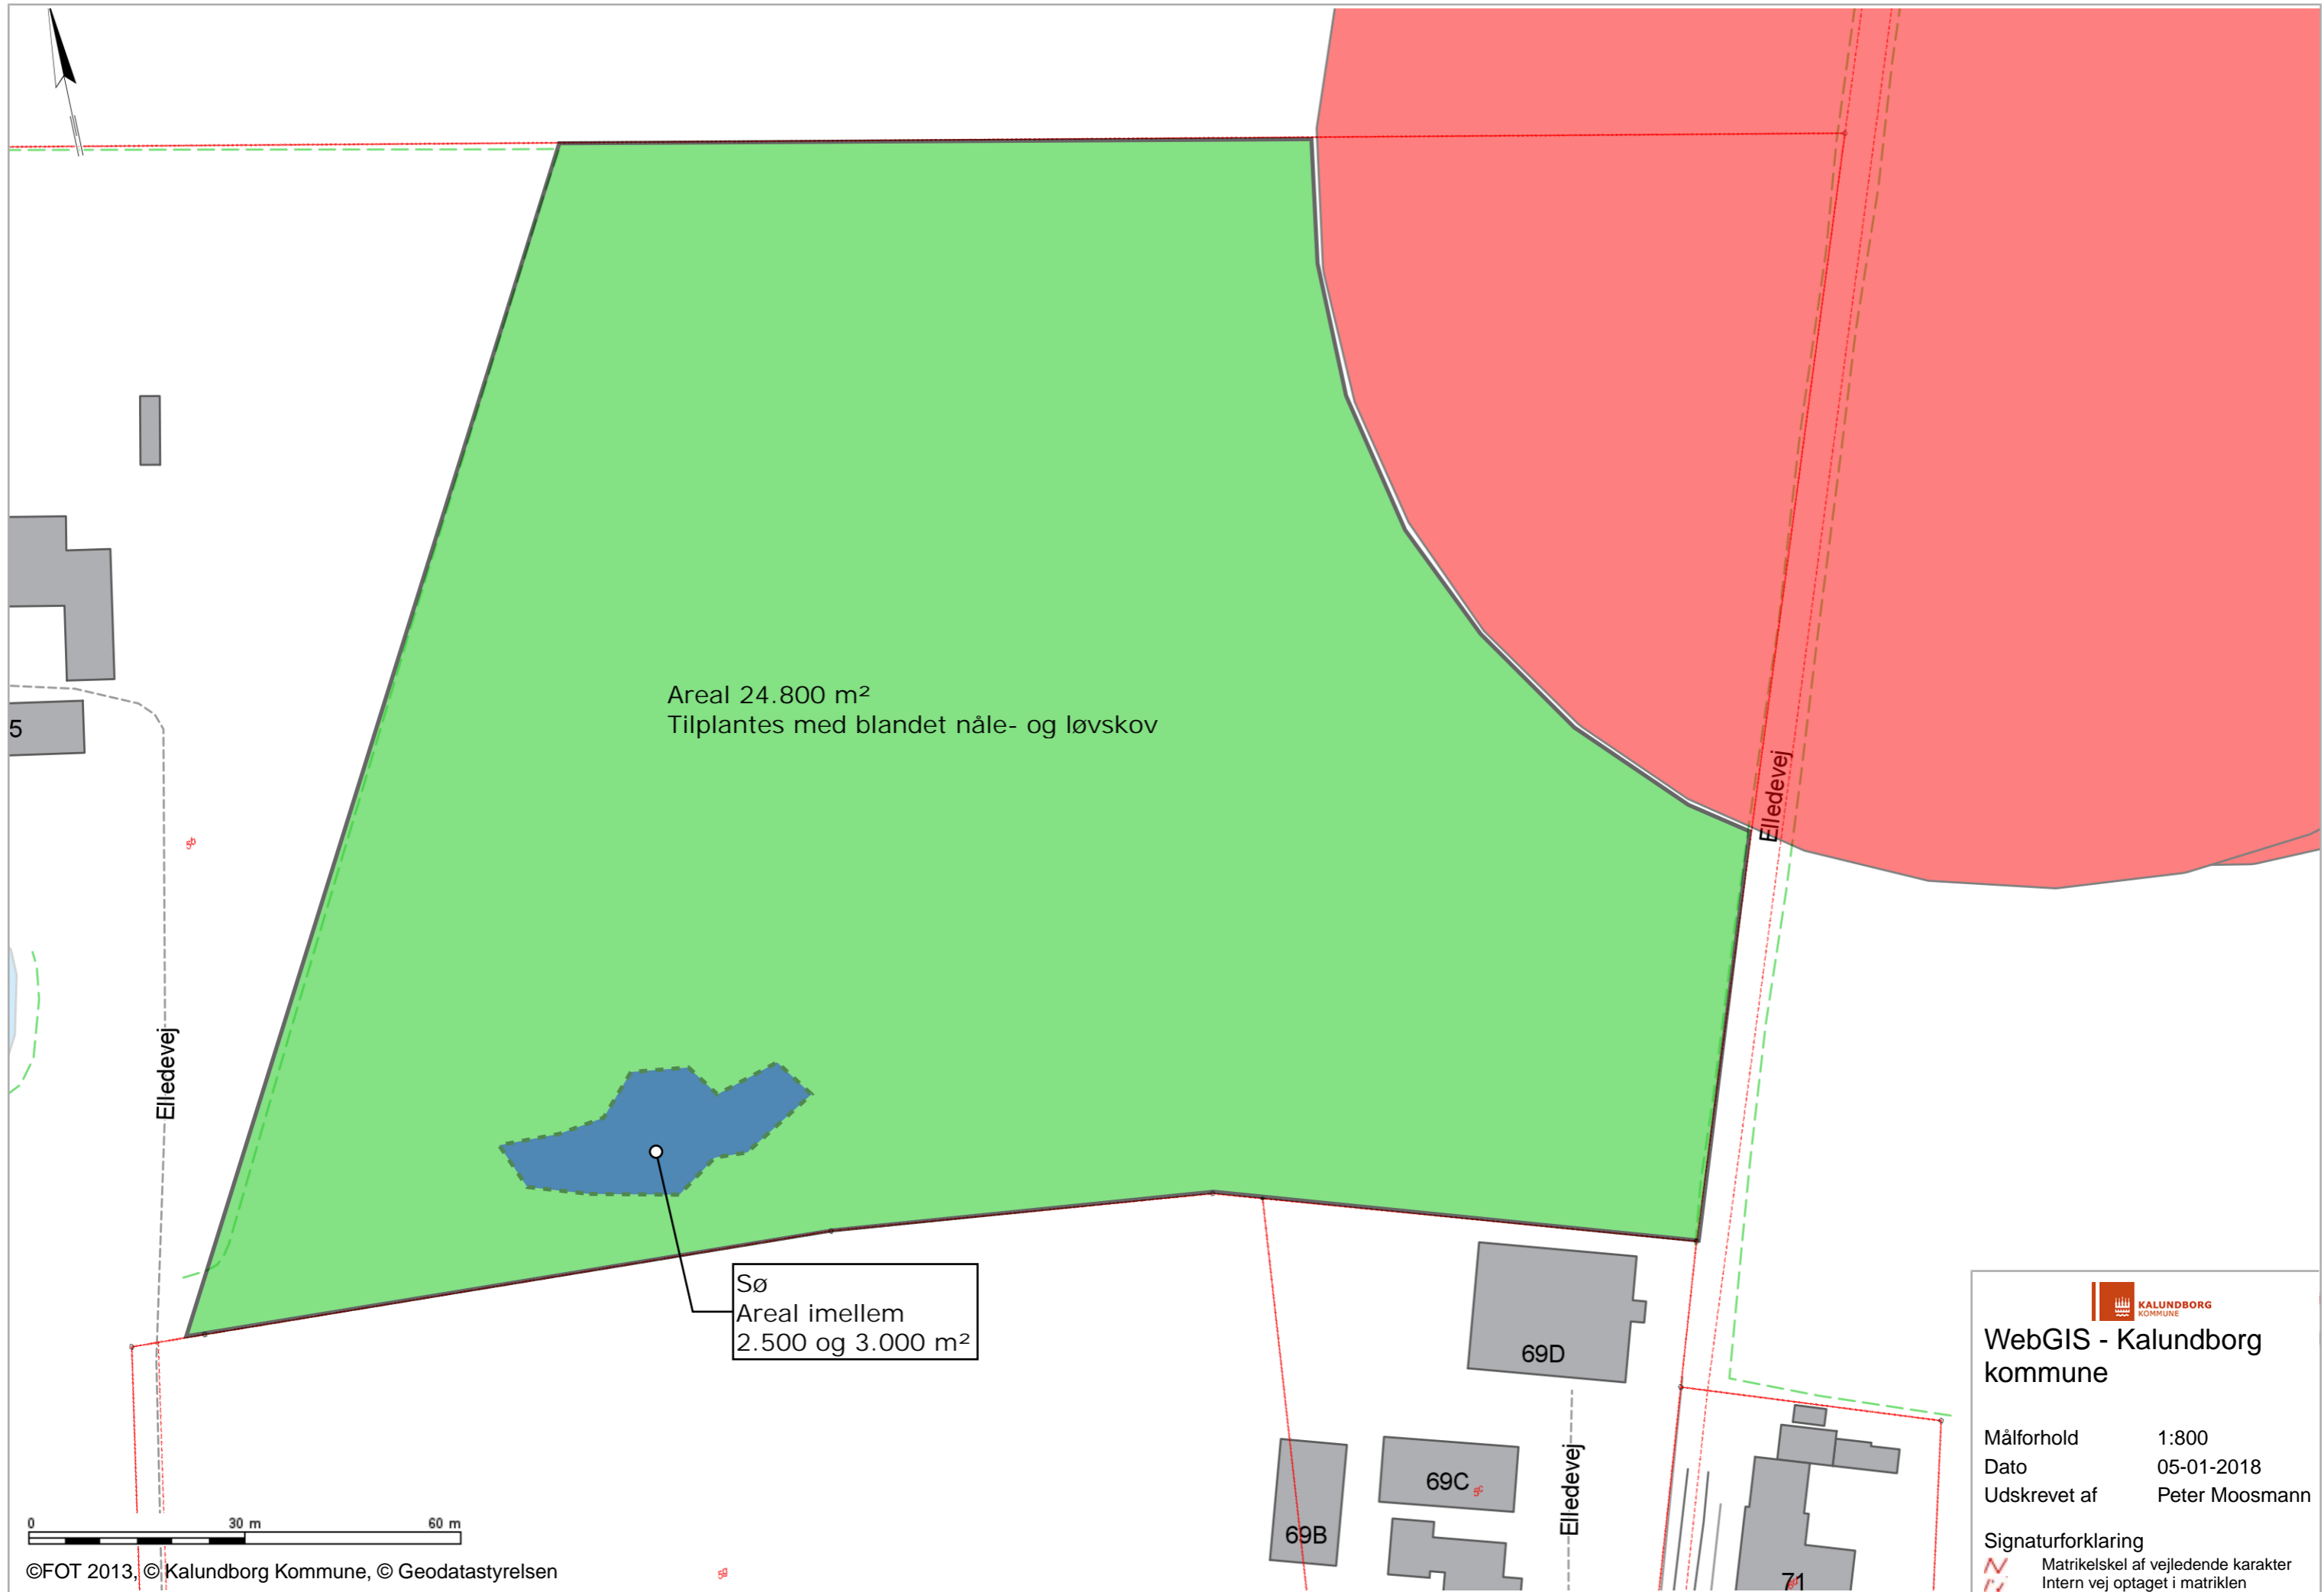 Areal 24.800 m²
Tilplantes med blandet nåle- og løvskov
5
5b
Elledevej
Elledevej
Sø
Areal imellem
2.500 og 3.000 m²
69D
69C
5c
69B
Elledevej
71
0 30 m 60 m
©FOT 2013, © Kalundborg Kommune, © Geodatastyrelsen
KALUNDBORG
KOMMUNE
WebGIS - Kalundborg
kommune
Målforhold 1:800
Dato 05-01-2018
Udskrevet af Peter Moosmann
Signaturforklaring
Matrikelskel af vejledende karakter
Intern vej optaget i matriklen